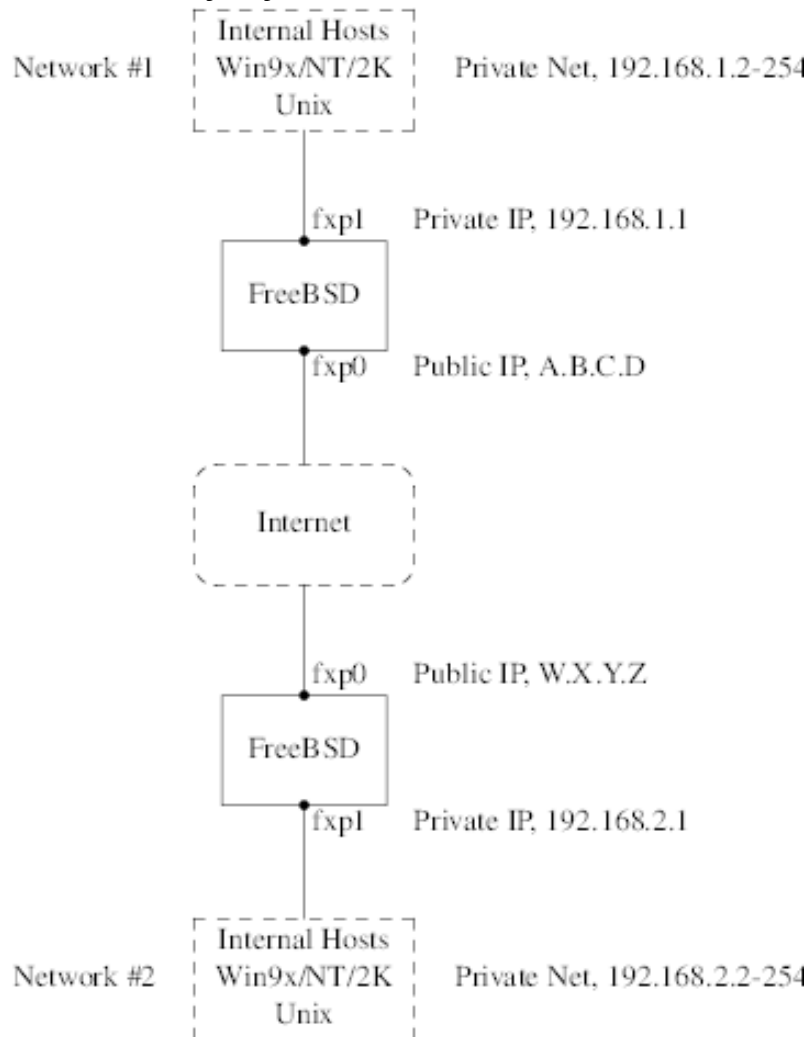 Internal Hosts
Network #1 Win9x/NT/2K Private Net, 192.168.1.2-254
Unix
fxp1 Private IP, 192.168.1.1
FreeBSD
fxp0 Public IP, A.B.C.D
Internet
fxp0 Public IP, W.X.Y.Z
FreeBSD
fxp1 Private IP, 192.168.2.1
Internal Hosts
Network #2 Win9x/NT/2K Private Net, 192.168.2.2-254
Unix